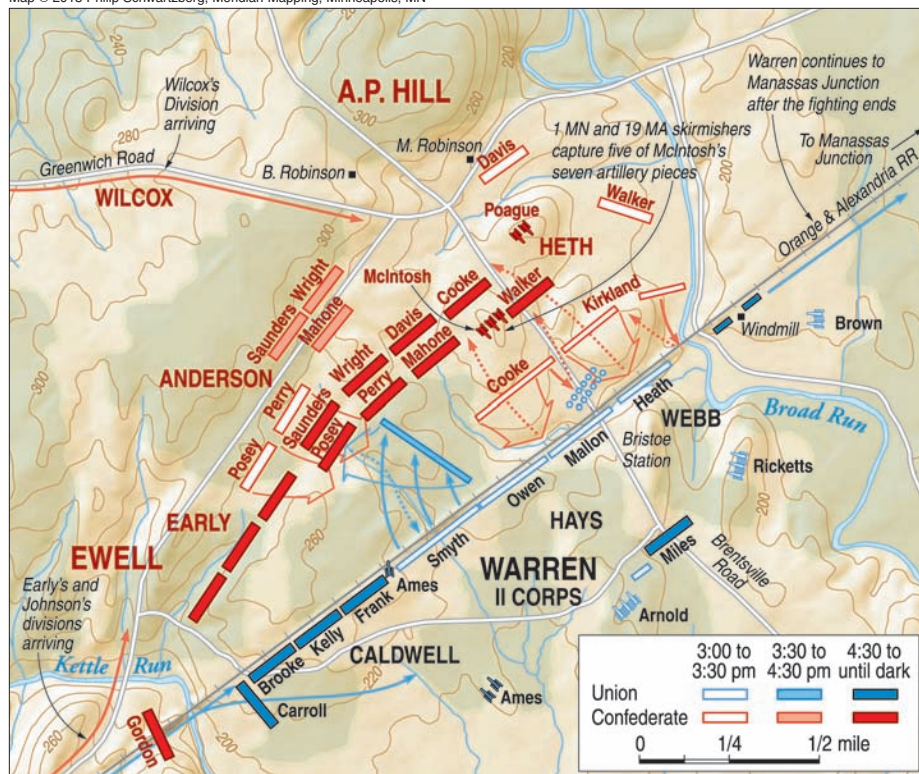 Map © 2013 Philip Schwartzberg, Meridian Mapping, Minneapolis, MN
240
260
220
Wilcox's
Division
arriving
A.P. HILL
300
260
Warren continues to
Manassas Junction
after the fighting ends
280
M. Robinson
1 MN and 19 MA skirmishers
capture five of McIntosh's
seven artillery pieces
To Manassas
Junction
Greenwich Road
B. Robinson
Davis
200
WILCOX
Walker
Orange & Alexandria RR
300
300
Poague
HETH
McIntosh
Walker
Kirkland
Saunders
Wright
Mahone
Cooke
Davis
Mahone
Windmill
Brown
ANDERSON
Wright
Perry
Cooke
300
Perry
Saunders
Posey
Heath
WEBB
Broad Run
Posey
Mallon
Bristoe
Station
Ricketts
200
Owen
EARLY
260
HAYS
EWELL
Smyth
Miles
Brentsville
Road
Ames
WARREN
II CORPS
Early's and
Johnson's
divisions
arriving
Frank
Arnold
Kelly
Kettle Run
Brooke
CALDWELL
220
Ames
Carroll
Gordon
260
200
3:00 to
3:30 pm
3:30 to
4:30 pm
4:30 to
until dark
Union
Confederate
0
1/4
1/2 mile